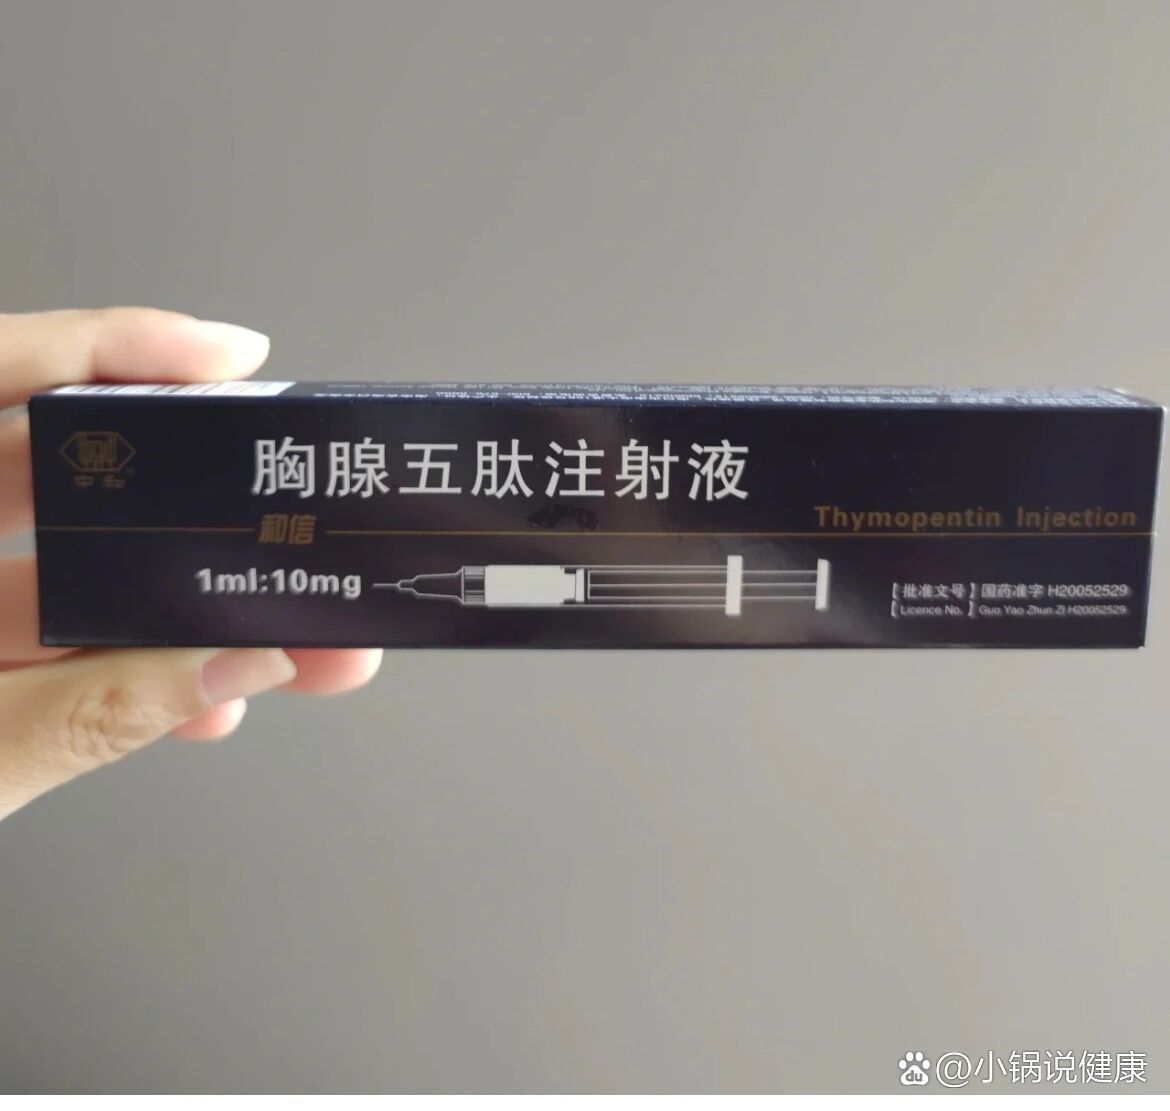 胸腺五肽注射液
中和
和信
Thymopentin Injection
1ml:10mg
【批准文号】国药准字 H20052529
【Licence No.】Guo Yao Zhun Zi H20052529
Baidu @小锅说健康